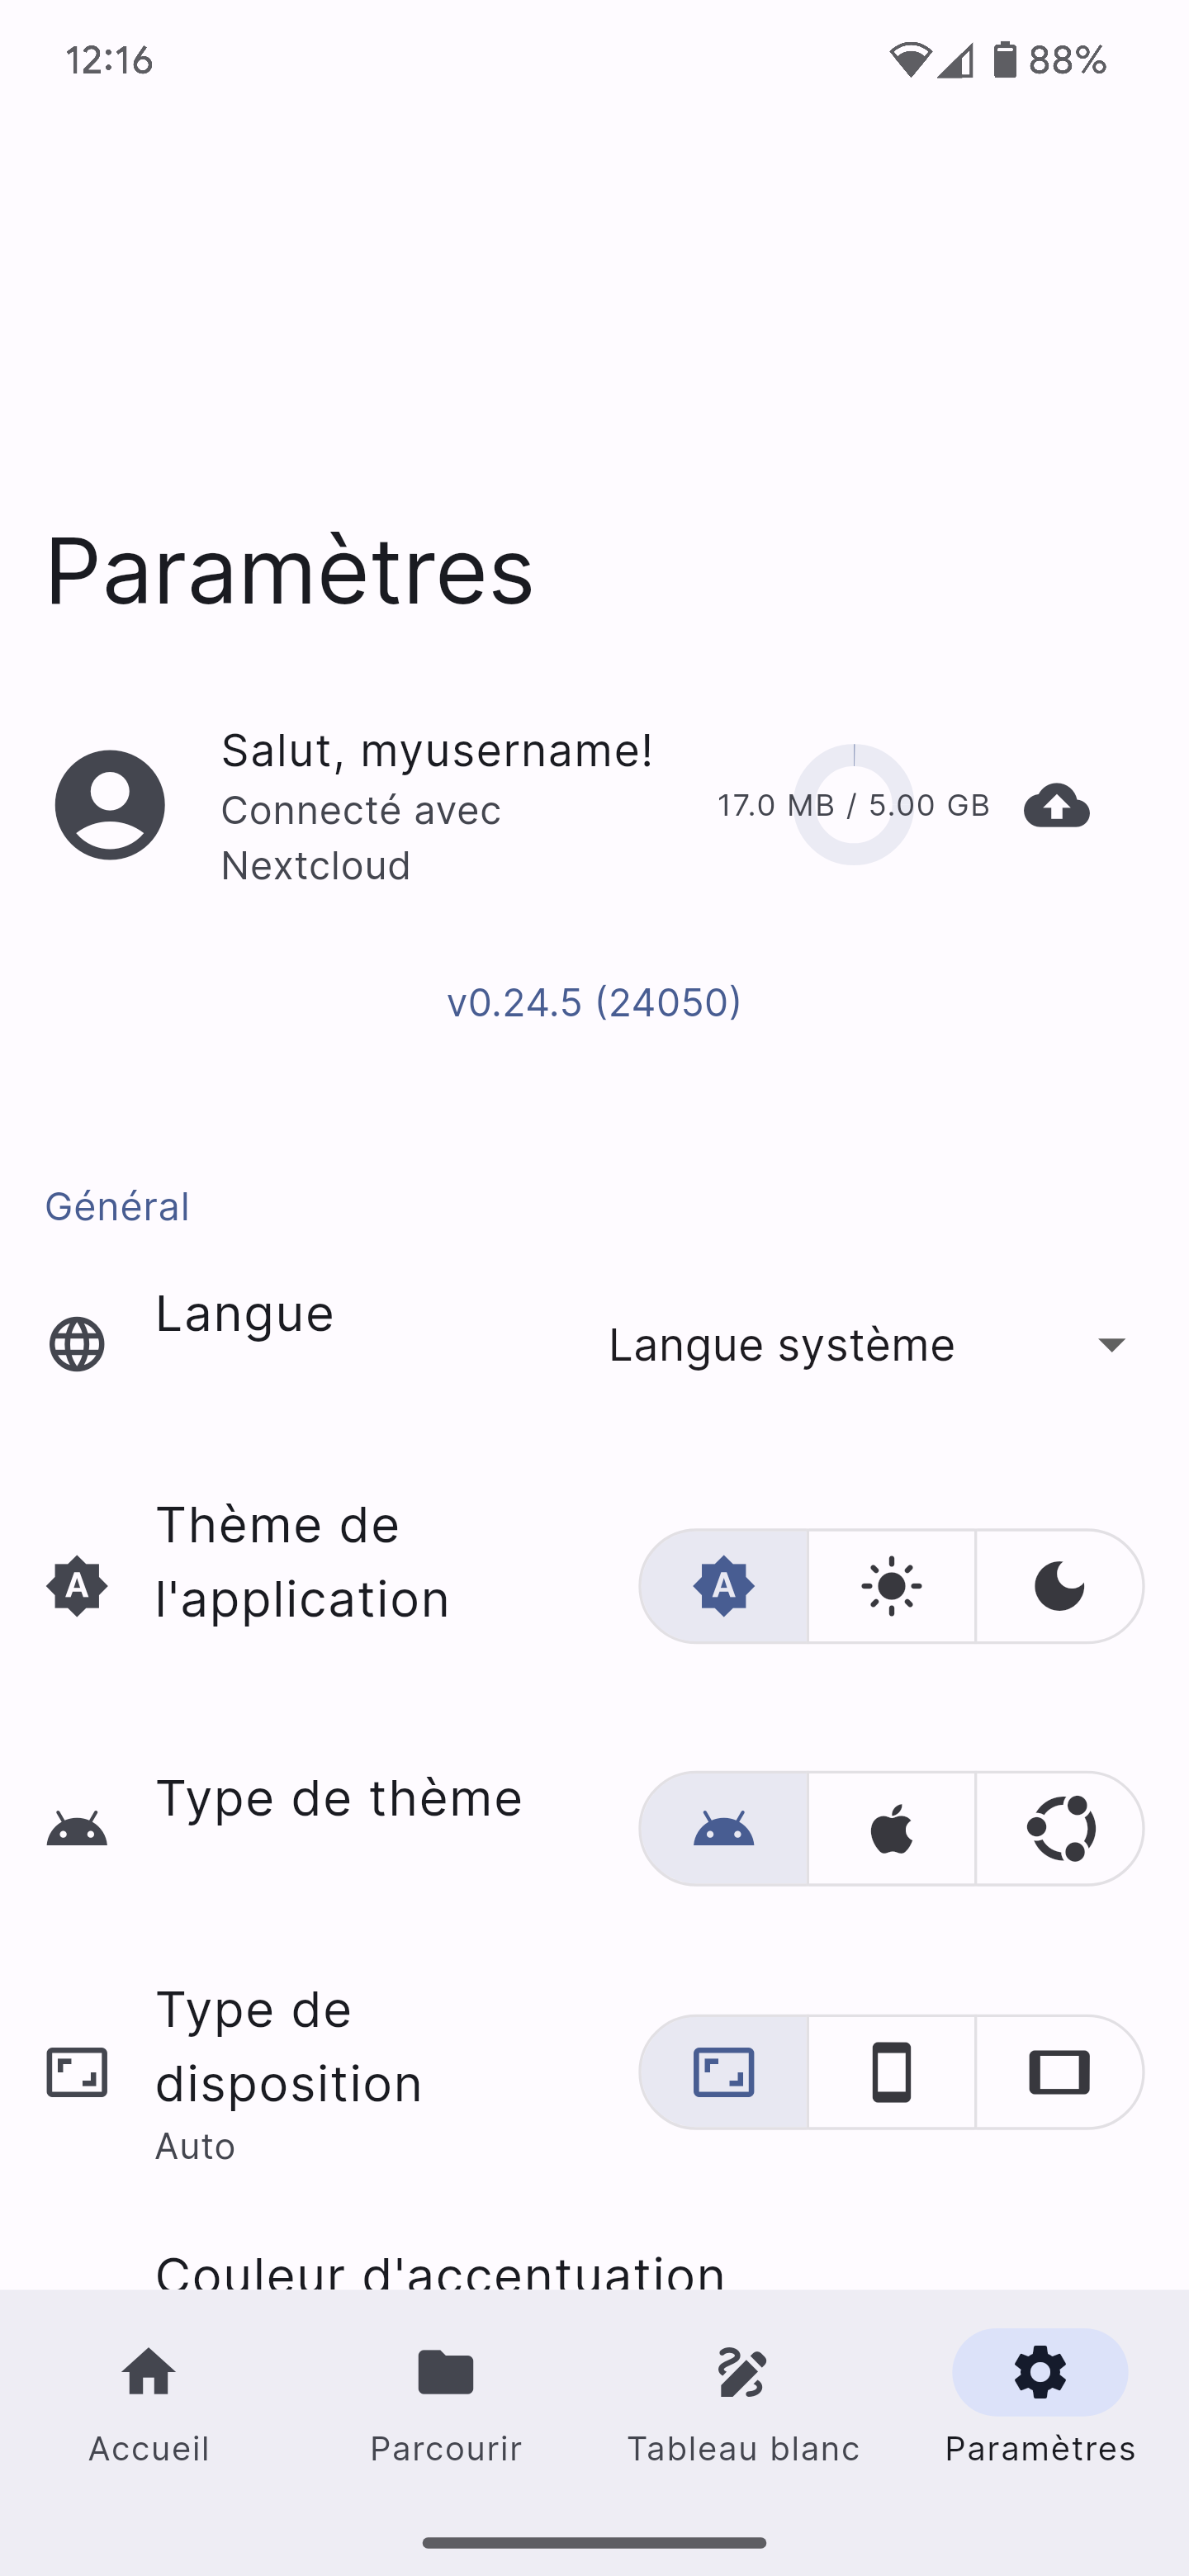 12:16
88%
Paramètres
Salut, myusername!
Connecté avec
Nextcloud
17.0 MB / 5.00 GB
v0.24.5 (24050)
Général
Langue
Langue système
Thème de
l'application
A
A
Type de thème
Type de
disposition
Auto
Couleur d'accentuation
Accueil
Parcourir
Tableau blanc
Paramètres